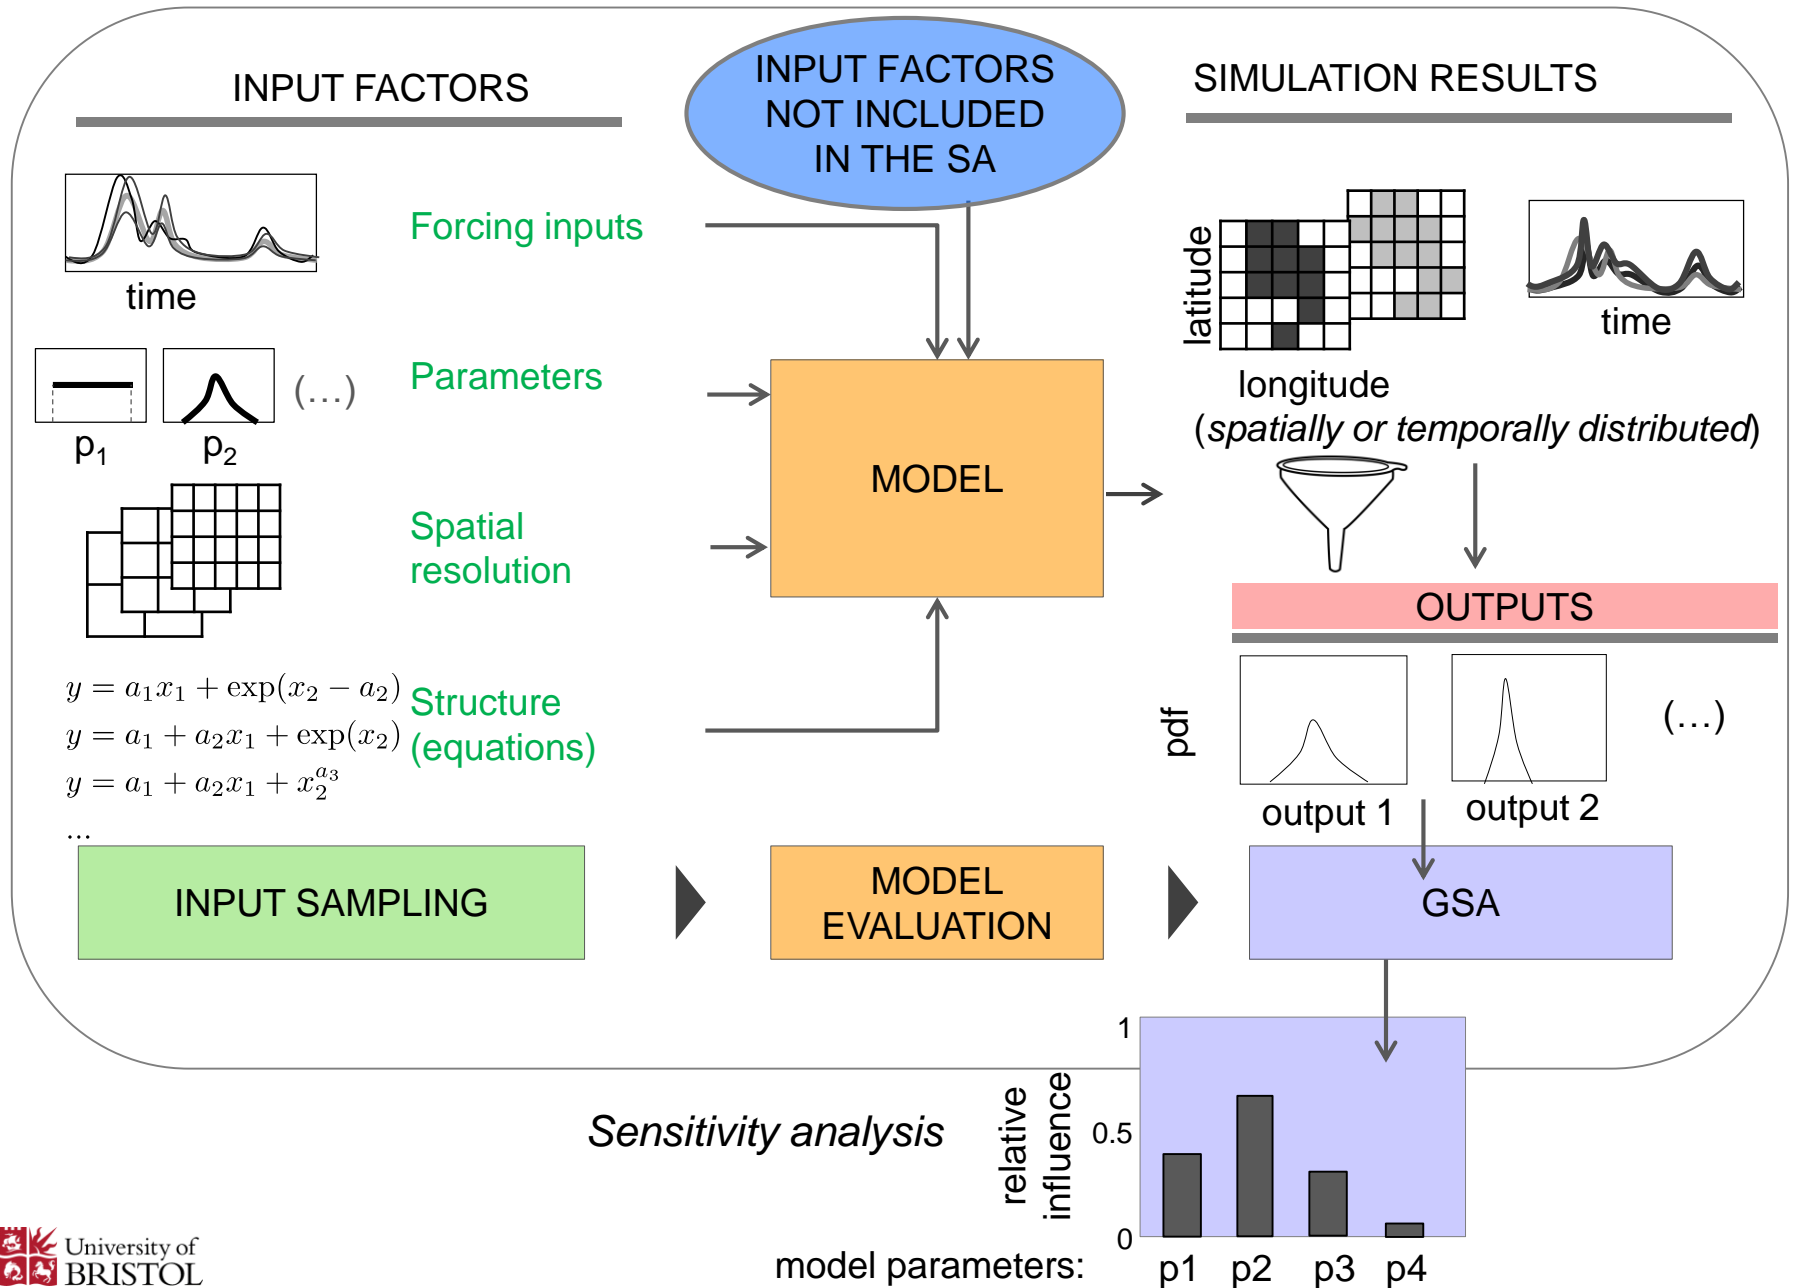 INPUT FACTORS
INPUT FACTORS
NOT INCLUDED
IN THE SA
SIMULATION RESULTS
time
Forcing inputs
latitude
longitude
time
(spatially or temporally distributed)
p1
p2
(...)
Parameters
MODEL
Spatial
resolution
OUTPUTS
y = a₁x₁ + exp(x₂ − a₂)
y = a₁ + a₂x₁ + exp(x₂)
y = a₁ + a₂x₁ + x₂^a₃
...
Structure
(equations)
pdf
output 1
output 2
(...)
INPUT SAMPLING
MODEL
EVALUATION
GSA
Sensitivity analysis
relative
influence
1
0.5
0
model parameters:
p1
p2
p3
p4
University of
BRISTOL